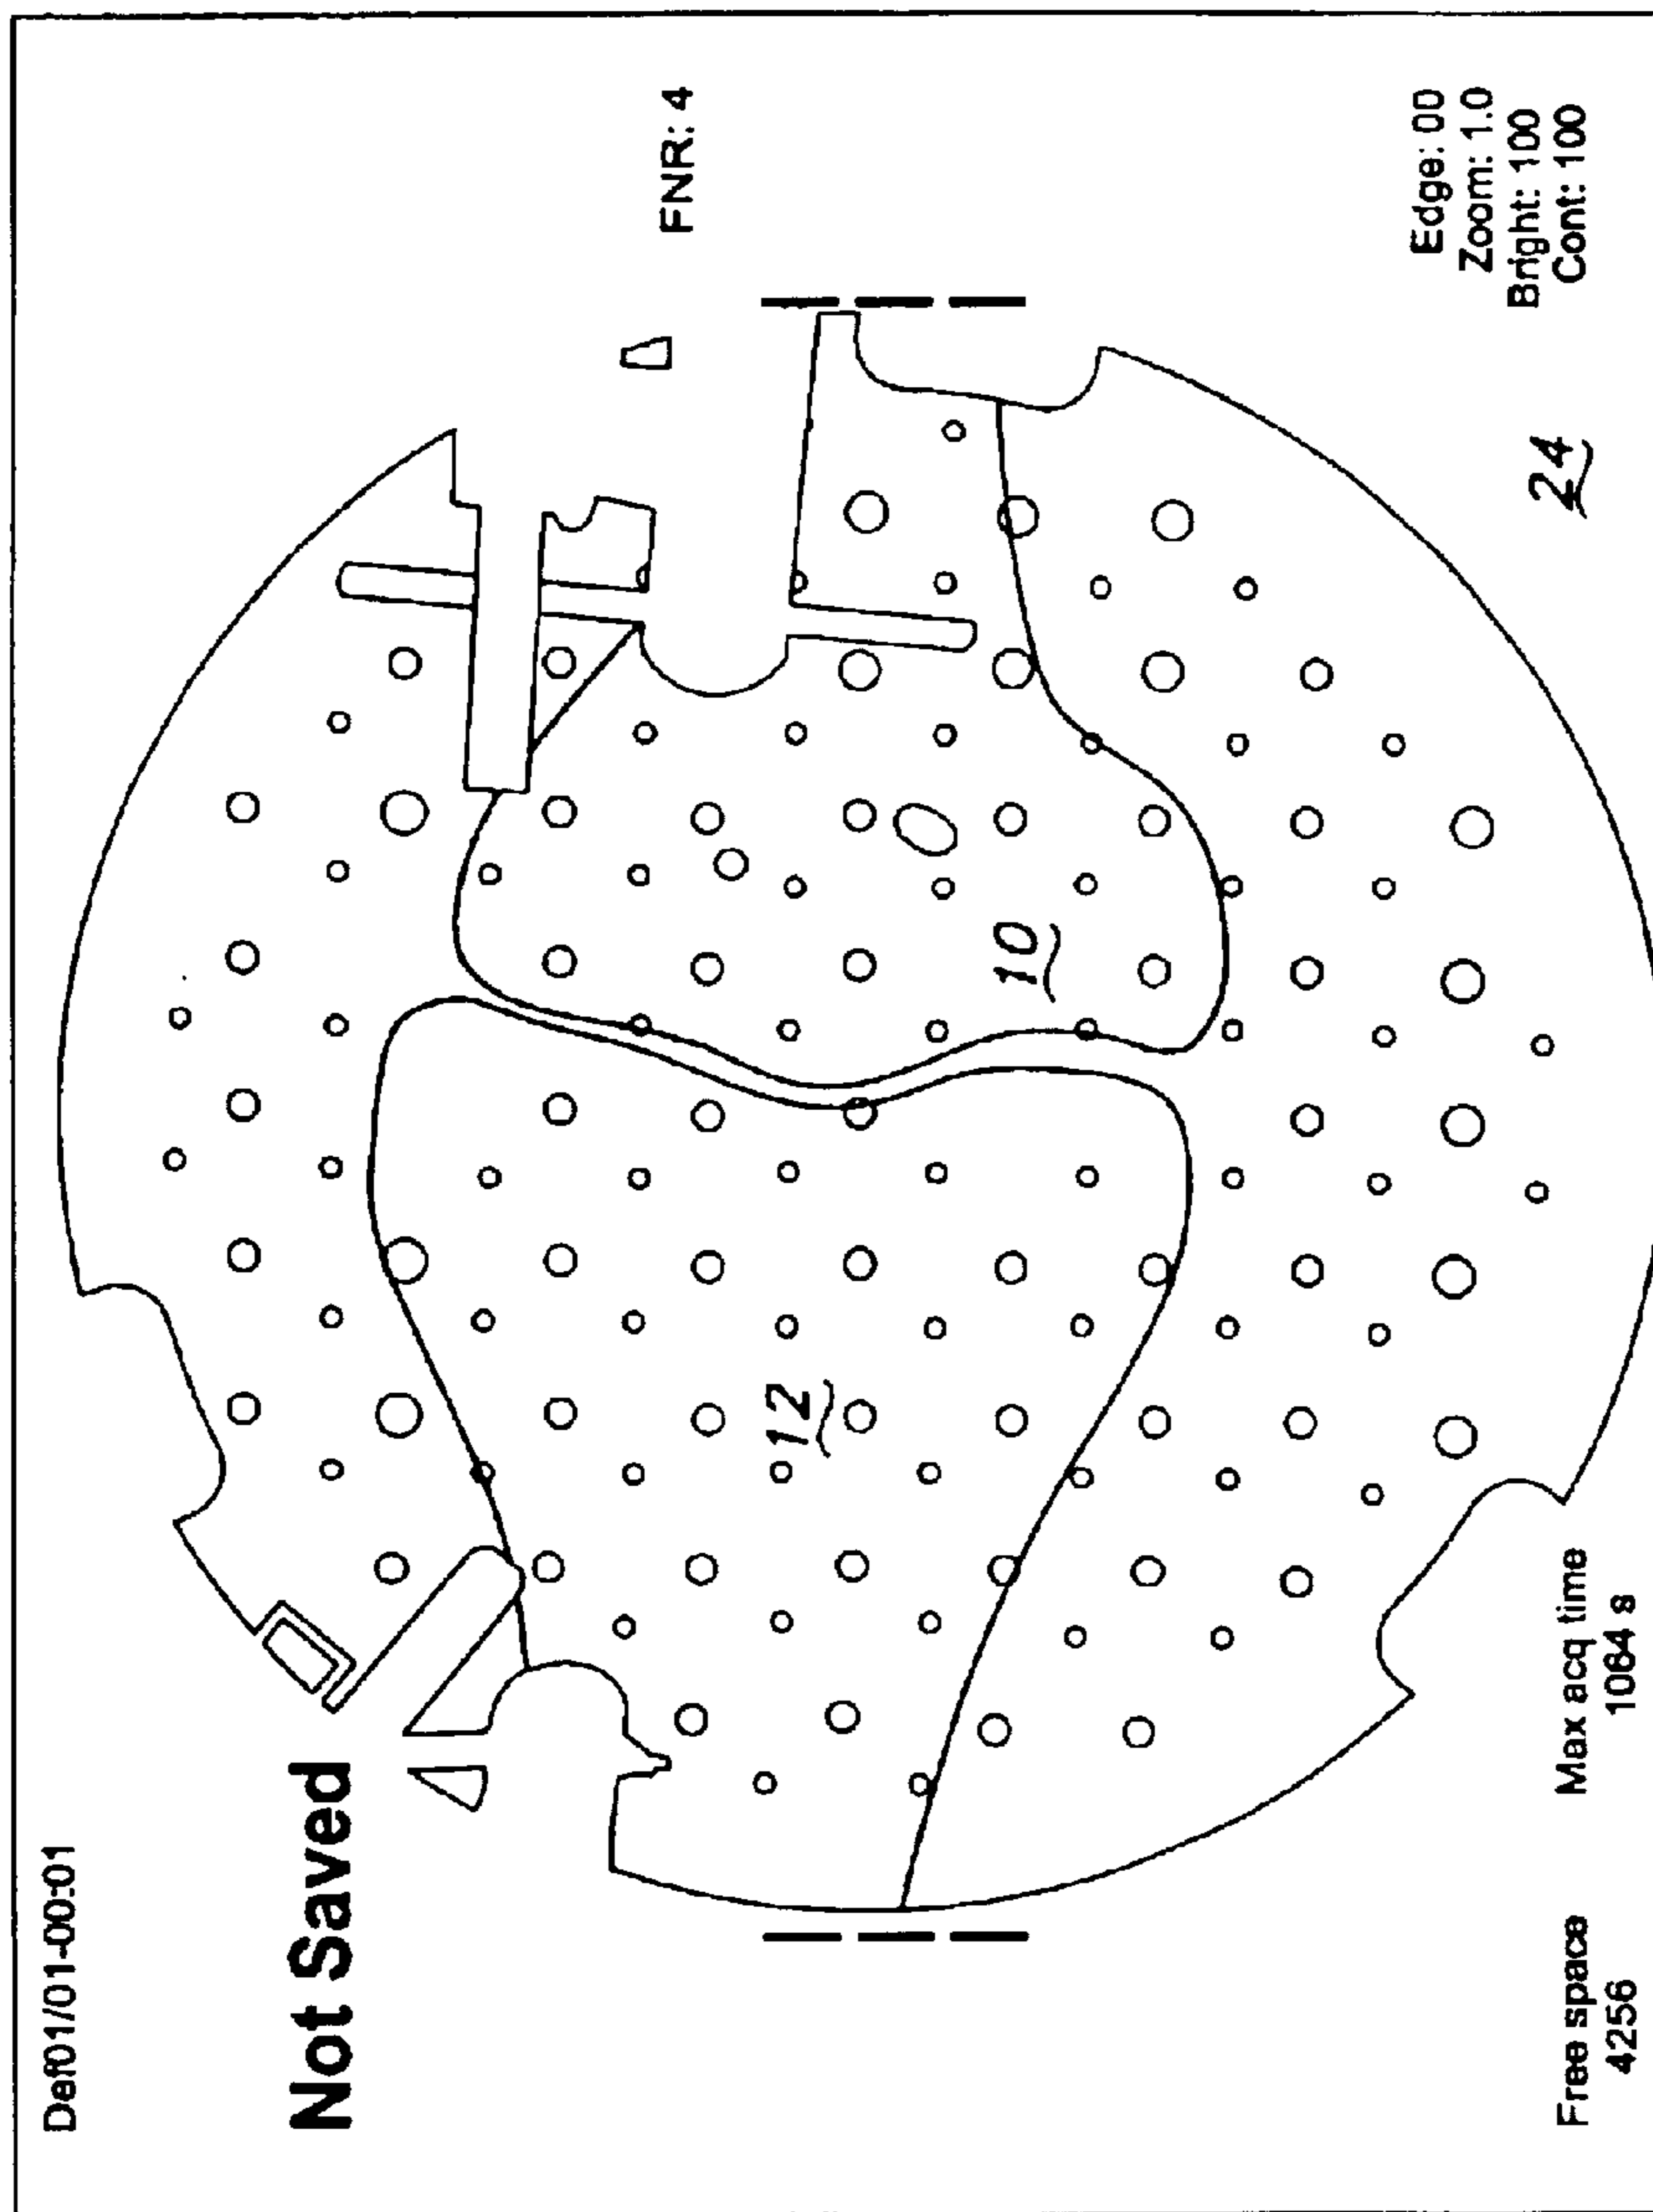 Def01/01-00:01
Not Saved
FNR: 4
10
12
Edge: 00
Zoom: 1.0
Bright: 100
Cont: 100
24
Free space
4256
Max acq time
1064 s